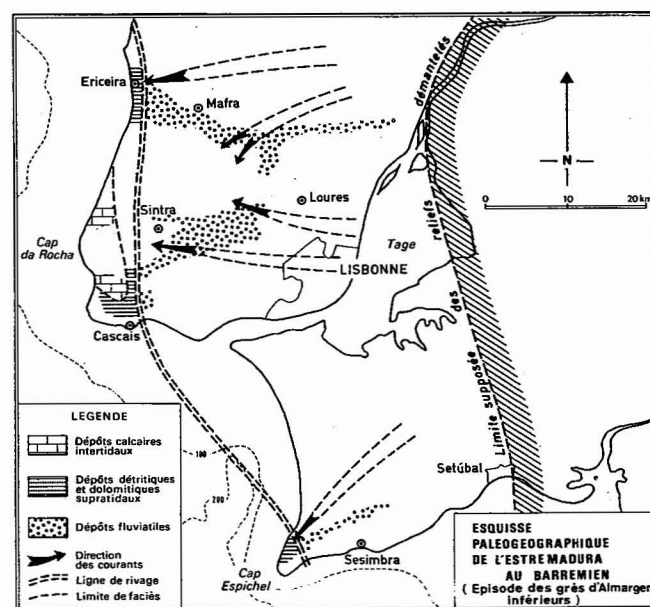 Ericeira
Mafra
démantelés
N
0 10 20 km
Loures
Sintra
Cap
da Rocha
Tage
reliefs
LISBONNE
des
Cascais
Limite supposée
LEGENDE
Dépôts calcaires
intertidaux
Dépôts détritiques
et dolomitiques
supratidaux
Dépôts fluviatiles
Direction
des courants
Ligne de rivage
Limite de faciès
100
200
Setúbal
Sesimbra
Cap
Espichel
ESQUISSE
PALEOGEOGRAPHIQUE
DE L'ESTREMADURA
AU BARREMIEN
( Episode des grès d'Almargem
inférieurs )